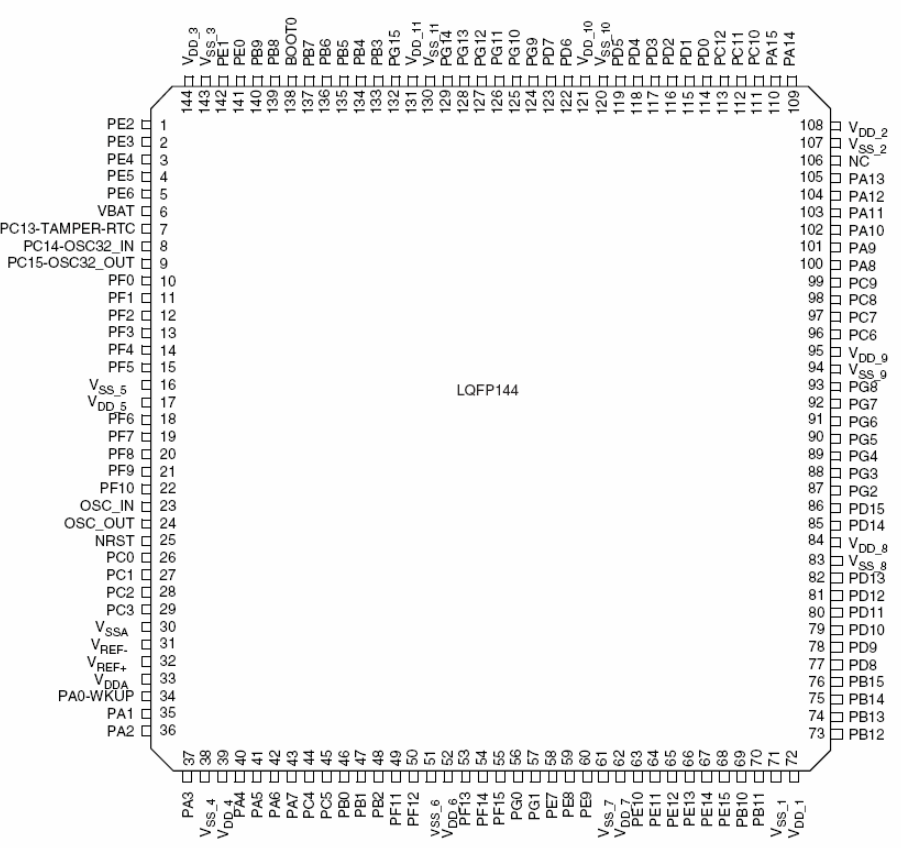 VDD_3
VSS_3
PE1
PE0
PB9
PB8
BOOT0
PB7
PB6
PB5
PB4
PB3
PG15
VDD_11
VSS_11
PG14
PG13
PG12
PG11
PG10
PG9
PD7
PD6
VDD_10
VSS_10
PD5
PD4
PD3
PD2
PD1
PD0
PC12
PC11
PC10
PA15
PA14
144
143
142
141
140
139
138
137
136
135
134
133
132
131
130
129
128
127
126
125
124
123
122
121
120
119
118
117
116
115
114
113
112
111
110
109
PE2 1
PE3 2
PE4 3
PE5 4
PE6 5
VBAT 6
PC13-TAMPER-RTC 7
PC14-OSC32_IN 8
PC15-OSC32_OUT 9
PF0 10
PF1 11
PF2 12
PF3 13
PF4 14
PF5 15
VSS_5 16
VDD_5 17
PF6 18
PF7 19
PF8 20
PF9 21
PF10 22
OSC_IN 23
OSC_OUT 24
NRST 25
PC0 26
PC1 27
PC2 28
PC3 29
VSSA 30
VREF- 31
VREF+ 32
VDDA 33
PA0-WKUP 34
PA1 35
PA2 36
LQFP144
108 VDD_2
107 VSS_2
106 NC
105 PA13
104 PA12
103 PA11
102 PA10
101 PA9
100 PA8
99 PC9
98 PC8
97 PC7
96 PC6
95 VDD_9
94 VSS_9
93 PG8
92 PG7
91 PG6
90 PG5
89 PG4
88 PG3
87 PG2
86 PD15
85 PD14
84 VDD_8
83 VSS_8
82 PD13
81 PD12
80 PD11
79 PD10
78 PD9
77 PD8
76 PB15
75 PB14
74 PB13
73 PB12
37
38
39
40
41
42
43
44
45
46
47
48
49
50
51
52
53
54
55
56
57
58
59
60
61
62
63
64
65
66
67
68
69
70
71
72
PA3
VSS_4
VDD_4
PA4
PA5
PA6
PA7
PC4
PC5
PB0
PB1
PB2
PF11
PF12
VSS_6
VDD_6
PF13
PF14
PF15
PG0
PG1
PE7
PE8
PE9
VSS_7
VDD_7
PE10
PE11
PE12
PE13
PE14
PE15
PB10
PB11
VSS_1
VDD_1